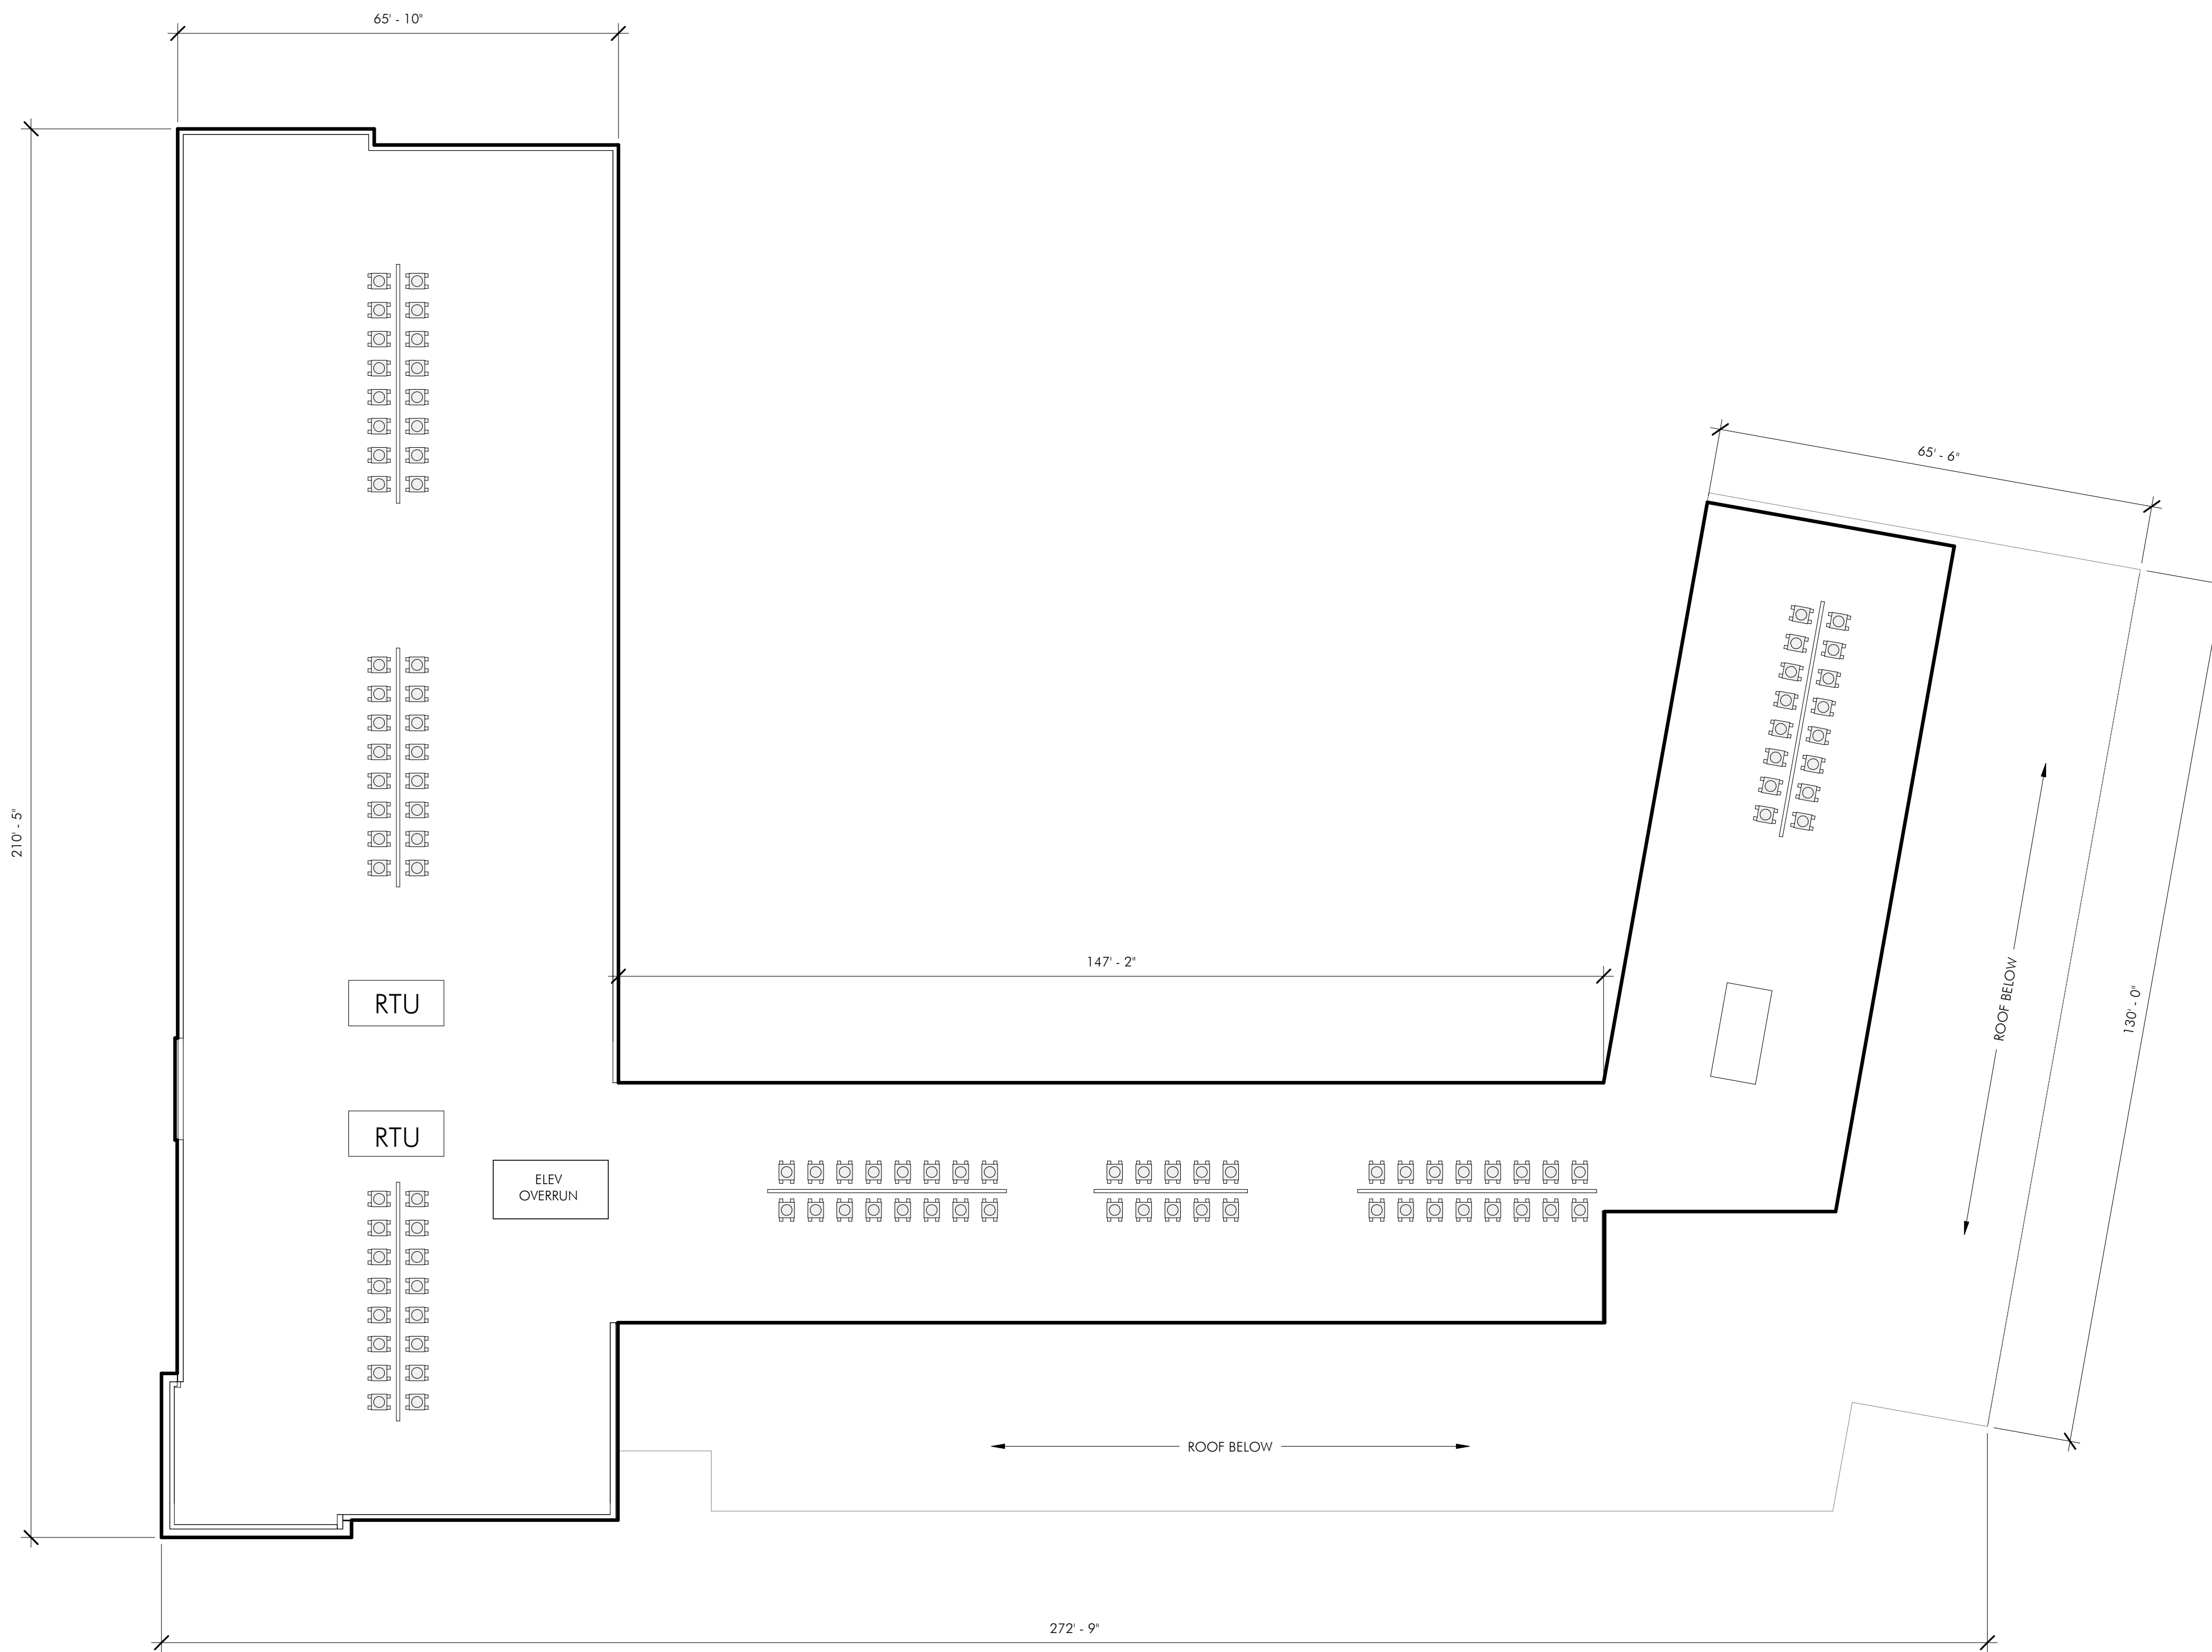 65' - 10"
65' - 6"
210' - 5"
147' - 2"
RTU
ROOF BELOW
130' - 0"
RTU
ELEV
OVERRUN
ROOF BELOW
272' - 9"